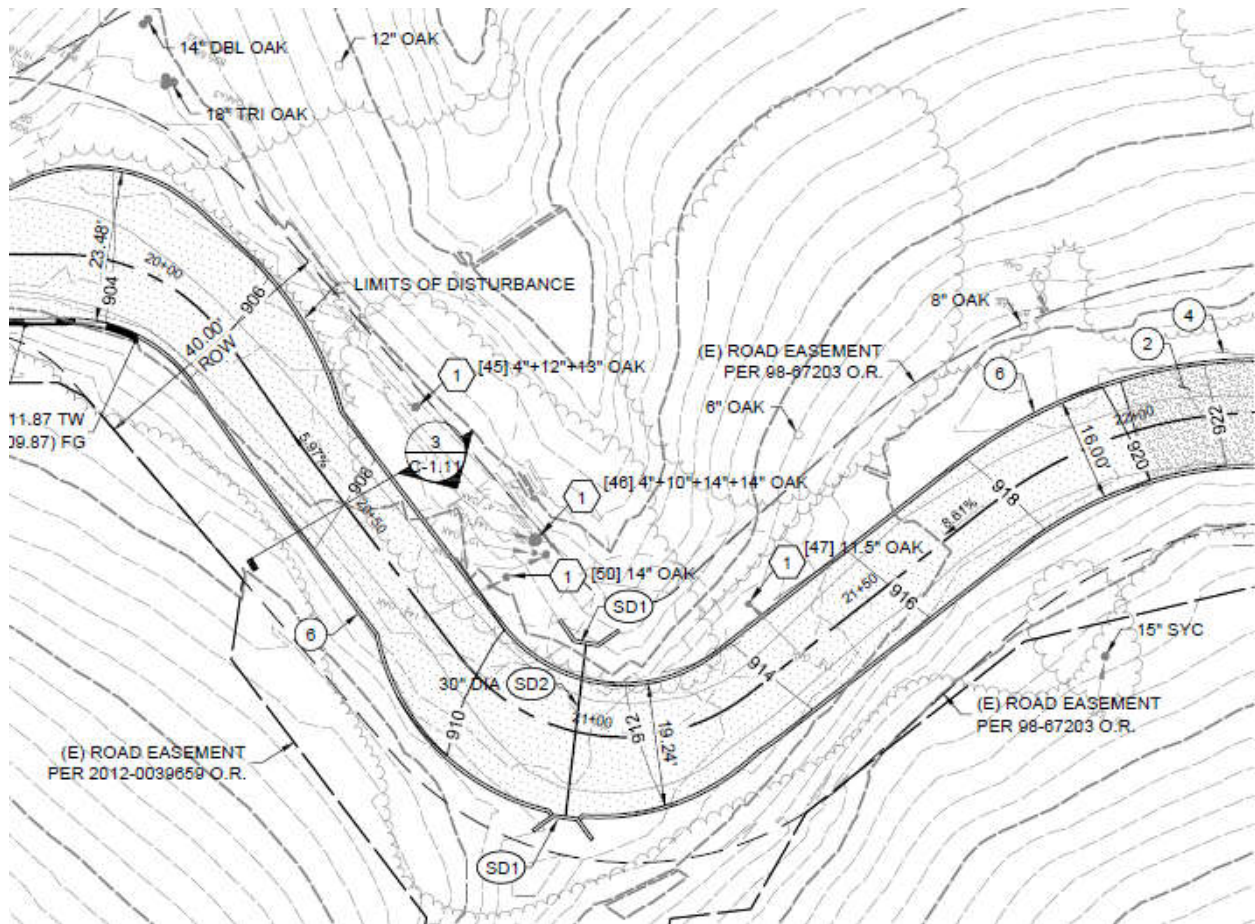 14" DBL OAK
12" OAK
18" TRI OAK
23.48'
904
20+00
40.00'
ROW
906
LIMITS OF DISTURBANCE
8" OAK
4
2
(E) ROAD EASEMENT
PER 98-67203 O.R.
6
1
[45] 4"+12"+13" OAK
6" OAK
22+00
922
920
16.00'
11.87 TW
09.87) FG
5.97%
908
3
C-1.11
20+50
1
[46] 4"+10"+14"+14" OAK
918
8.61%
1
[47] 11.5" OAK
1
[50] 14" OAK
21+50
916
SD1
6
15" SYC
914
30" DIA
SD2
21+00
912
19.24'
910
(E) ROAD EASEMENT
PER 98-67203 O.R.
(E) ROAD EASEMENT
PER 2012-0039659 O.R.
SD1